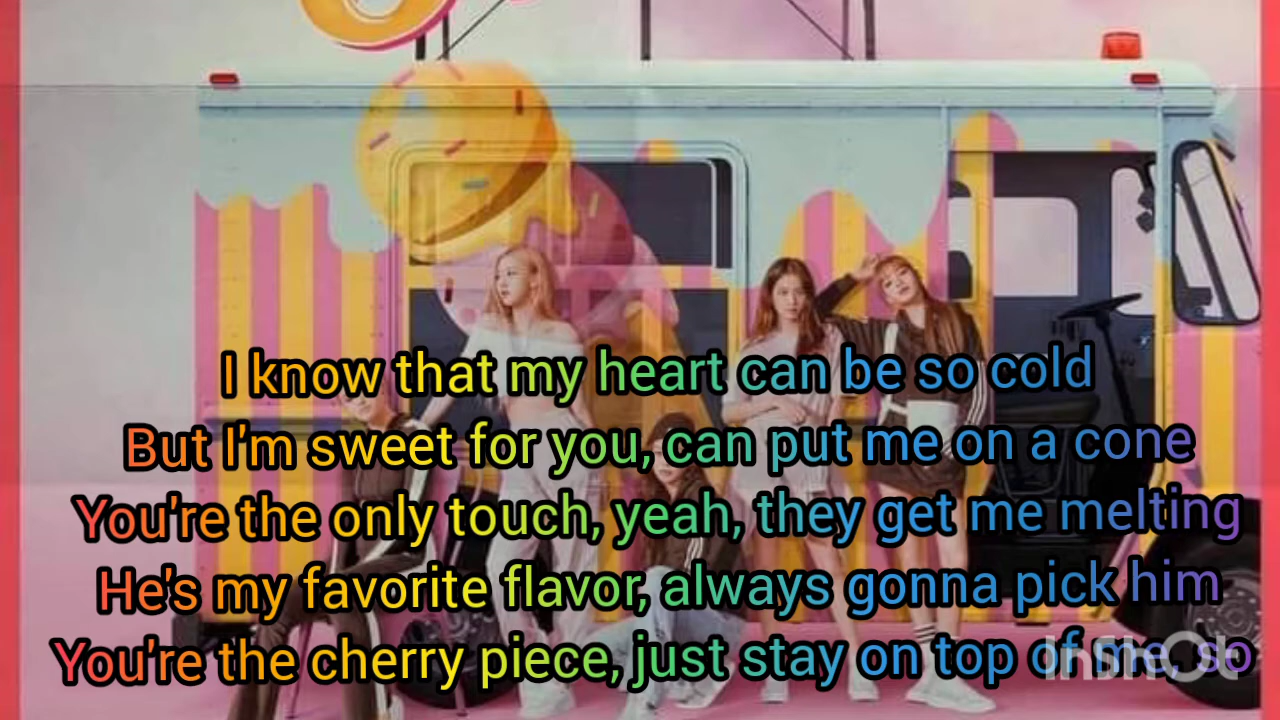 I know that my heart can be so cold
But I'm sweet for you, can put me on a cone
You're the only touch, yeah, they get me melting
He's my favorite flavor, always gonna pick him
You're the cherry piece, just stay on top of me, so
InShOt